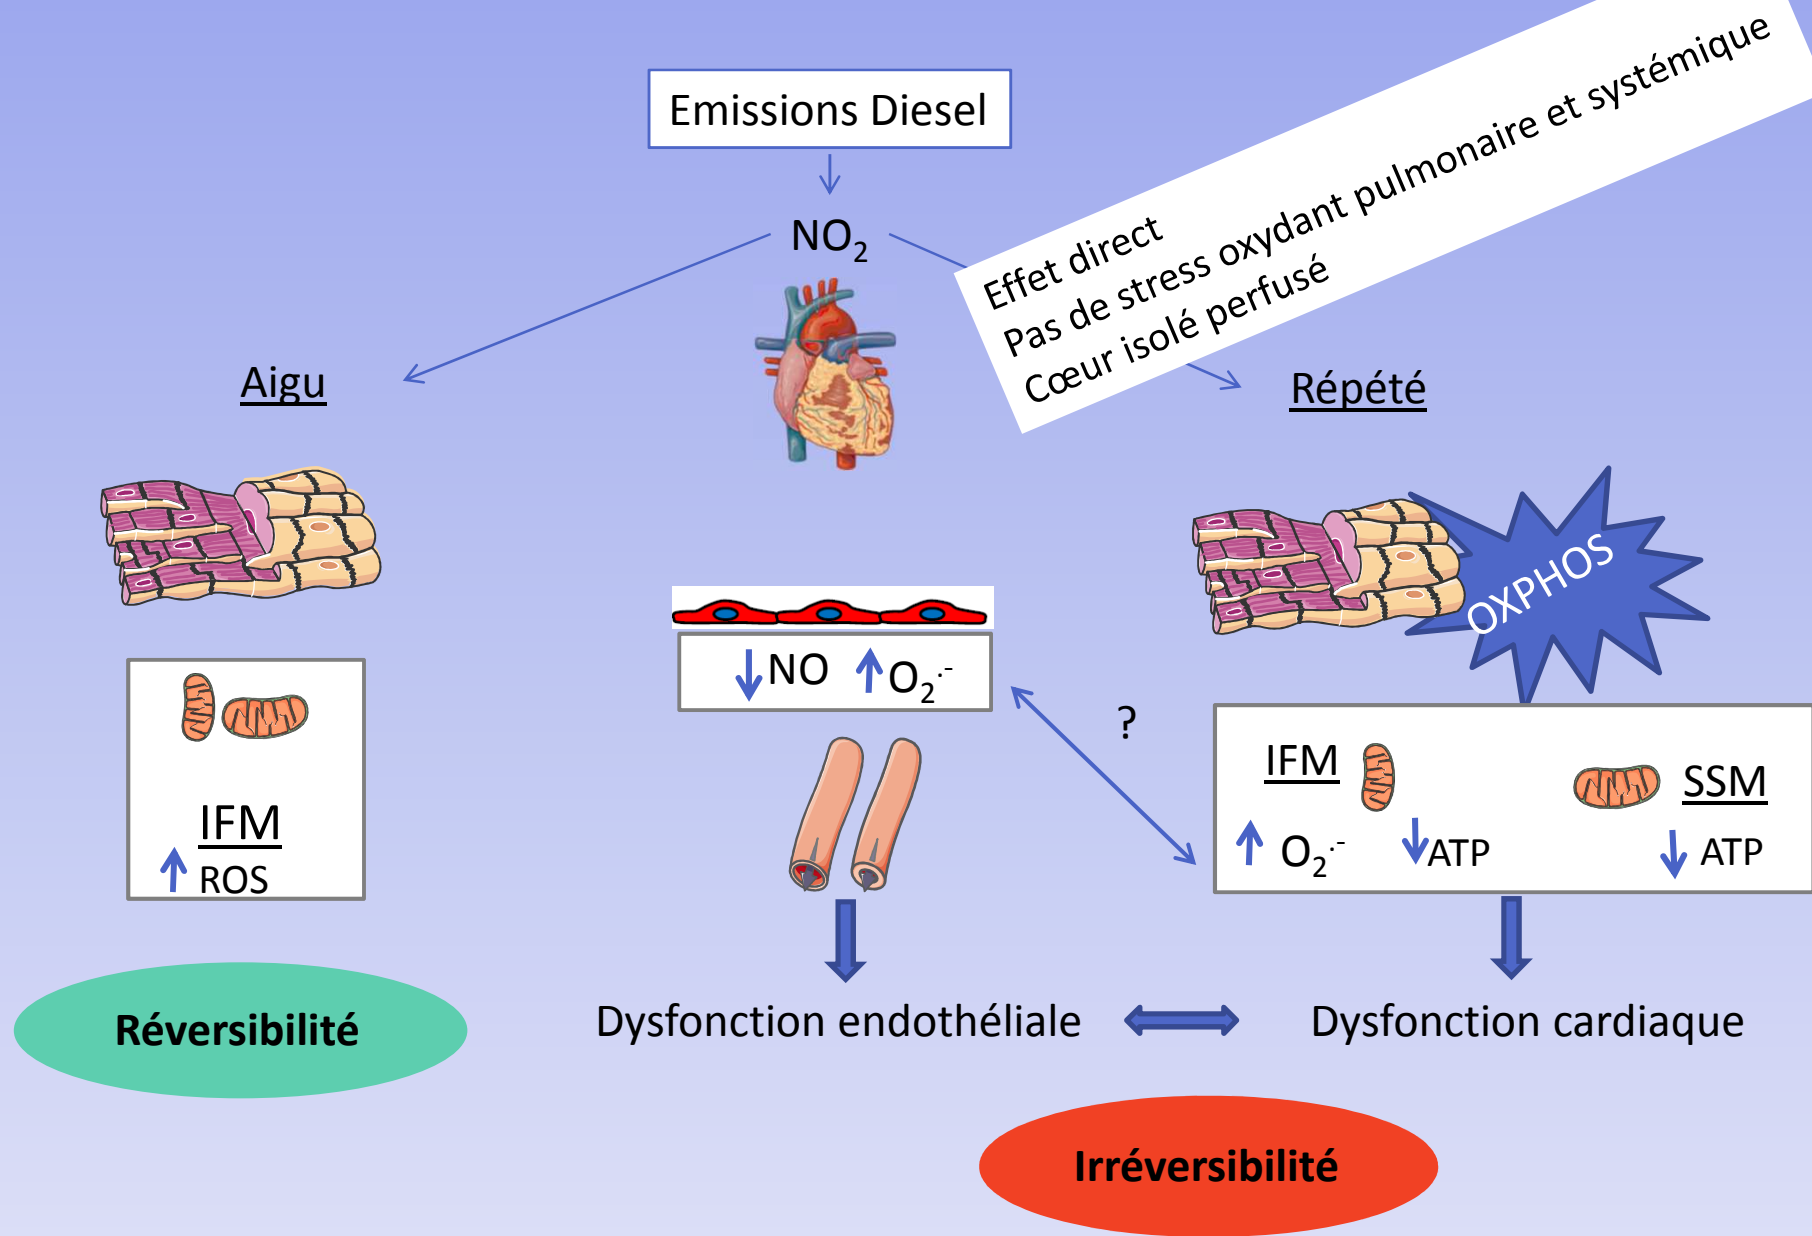 Emissions Diesel
NO₂
Effet direct
Pas de stress oxydant pulmonaire et systémique
Cœur isolé perfusé
Aigu
Répété
OXPHOS
↓NO ↑O₂·-
?
IFM
↑ ROS
IFM
SSM
↑ O₂·- ↓ATP
↓ ATP
Réversibilité
Dysfonction endothéliale
Dysfonction cardiaque
Irréversibilité